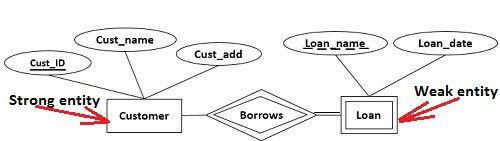 Cust_name
Loan_name
Loan_date
Cust_ID
Cust_add
Strong entity
Weak entity
Customer
Borrows
Loan